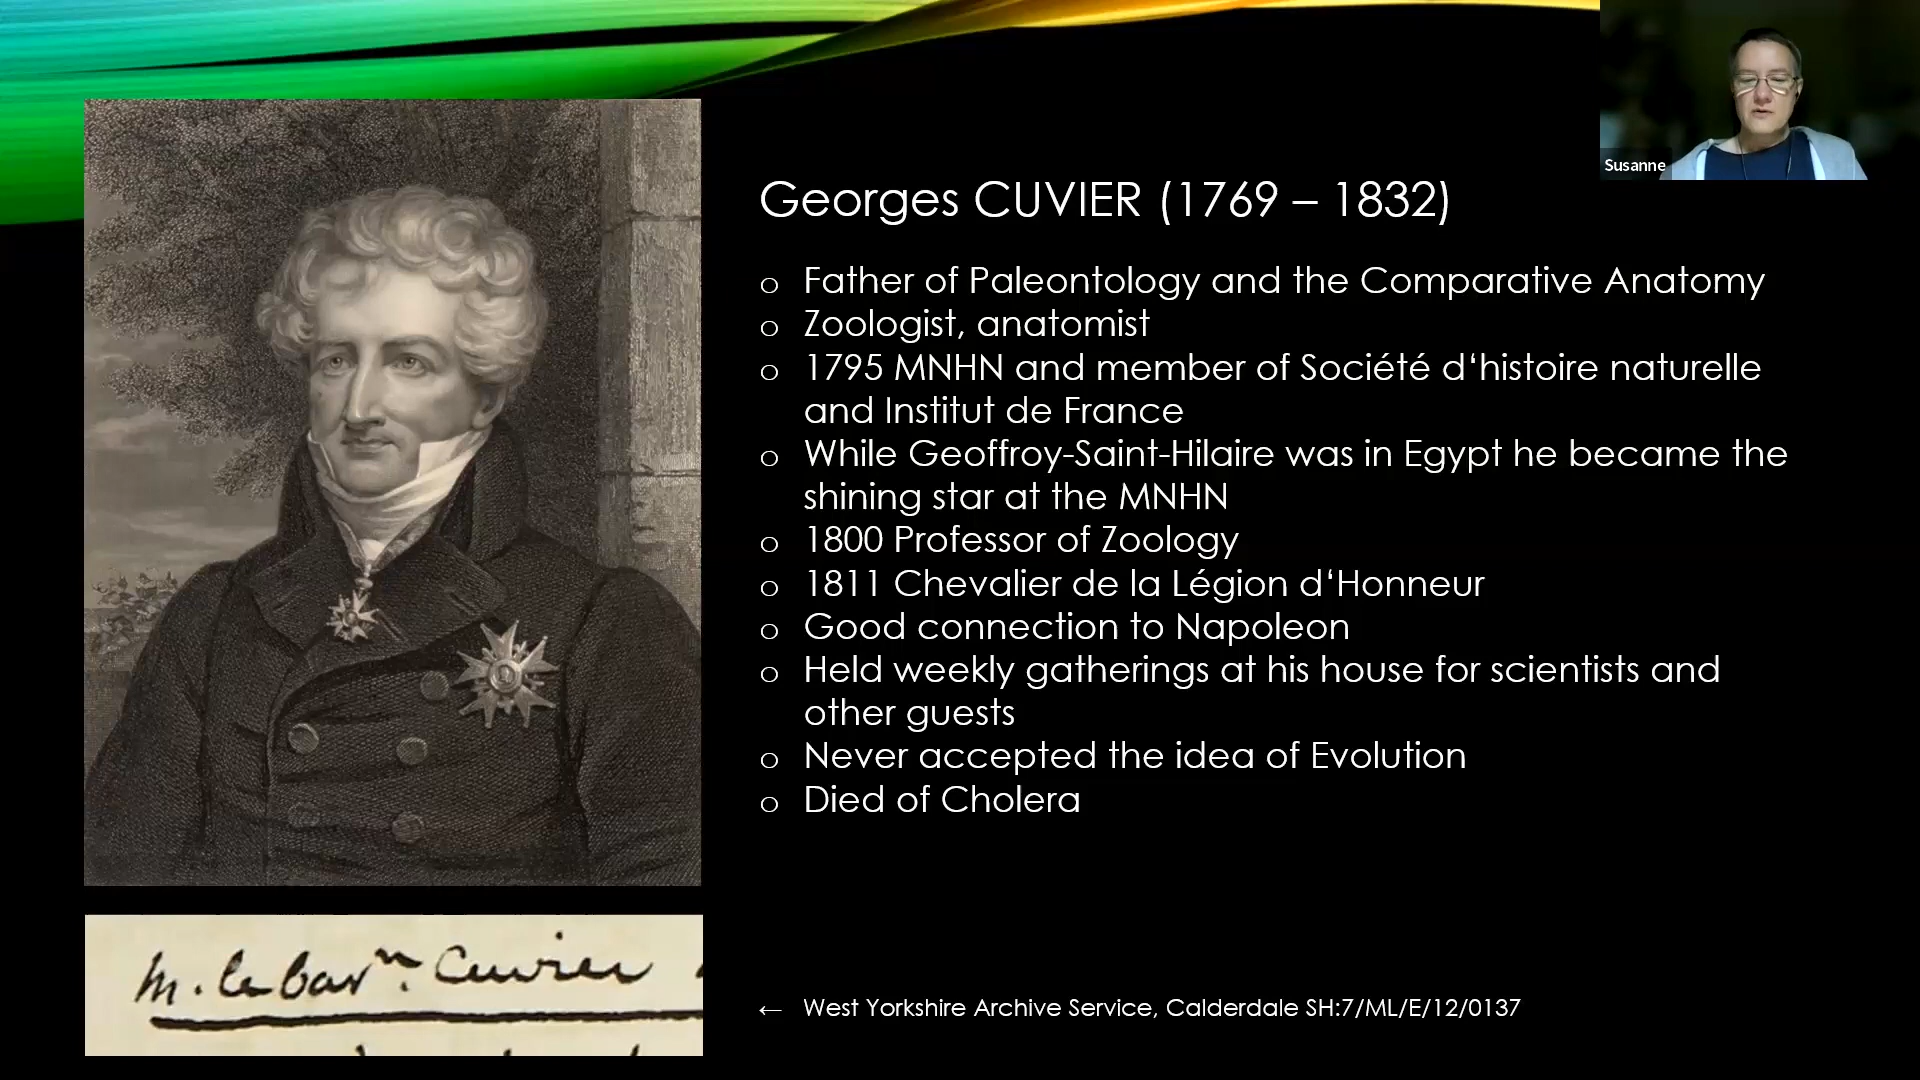 Susanne
Georges CUVIER (1769 – 1832)
o Father of Paleontology and the Comparative Anatomy
o Zoologist, anatomist
o 1795 MNHN and member of Société d‘histoire naturelle
and Institut de France
o While Geoffroy-Saint-Hilaire was in Egypt he became the
shining star at the MNHN
o 1800 Professor of Zoology
o 1811 Chevalier de la Légion d‘Honneur
o Good connection to Napoleon
o Held weekly gatherings at his house for scientists and
other guests
o Never accepted the idea of Evolution
o Died of Cholera
M. le barn. Cuvier
← West Yorkshire Archive Service, Calderdale SH:7/ML/E/12/0137